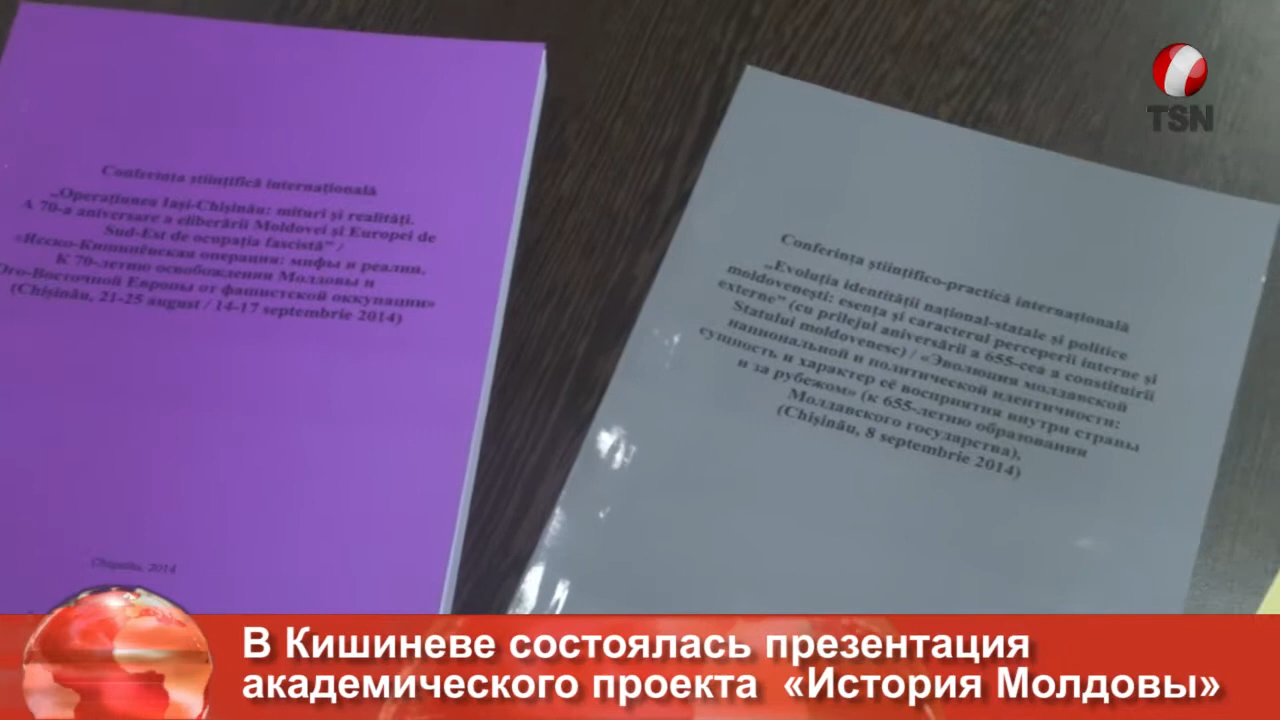 Conferința științifică internațională
„Operațiunea Iași-Chișinău: mituri și realități.
A 70-a aniversare a eliberării Moldovei și Europei de
Sud-Est de ocupația fascistă” /
«Ясско-Кишинёвская операция: мифы и реалии.
К 70-летию освобождения Молдовы и
Юго-Восточной Европы от фашистской оккупации»
(Chișinău, 21-25 august / 14-17 septembrie 2014)
Chișinău, 2014
Conferința științifico-practică internațională
„Evoluția identității național-statale și politice
moldovenești: esența și caracterul perceperii interne și
externe” (cu prilejul aniversării a 655-cea a constituirii
Statului moldovenesc) / «Эволюция молдавской
национальной и политической идентичности:
сущность и характер её восприятия внутри страны
и за рубежом» (к 655-летию образования
Молдавского государства),
(Chișinău, 8 septembrie 2014)
TSN
В Кишиневе состоялась презентация
академического проекта «История Молдовы»